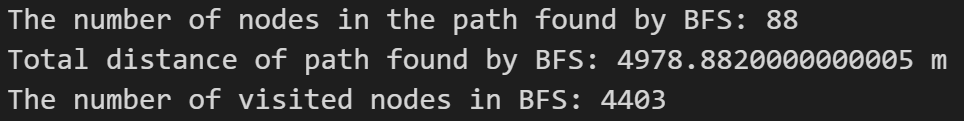 The number of nodes in the path found by BFS: 88
Total distance of path found by BFS: 4978.8820000000005 m
The number of visited nodes in BFS: 4403